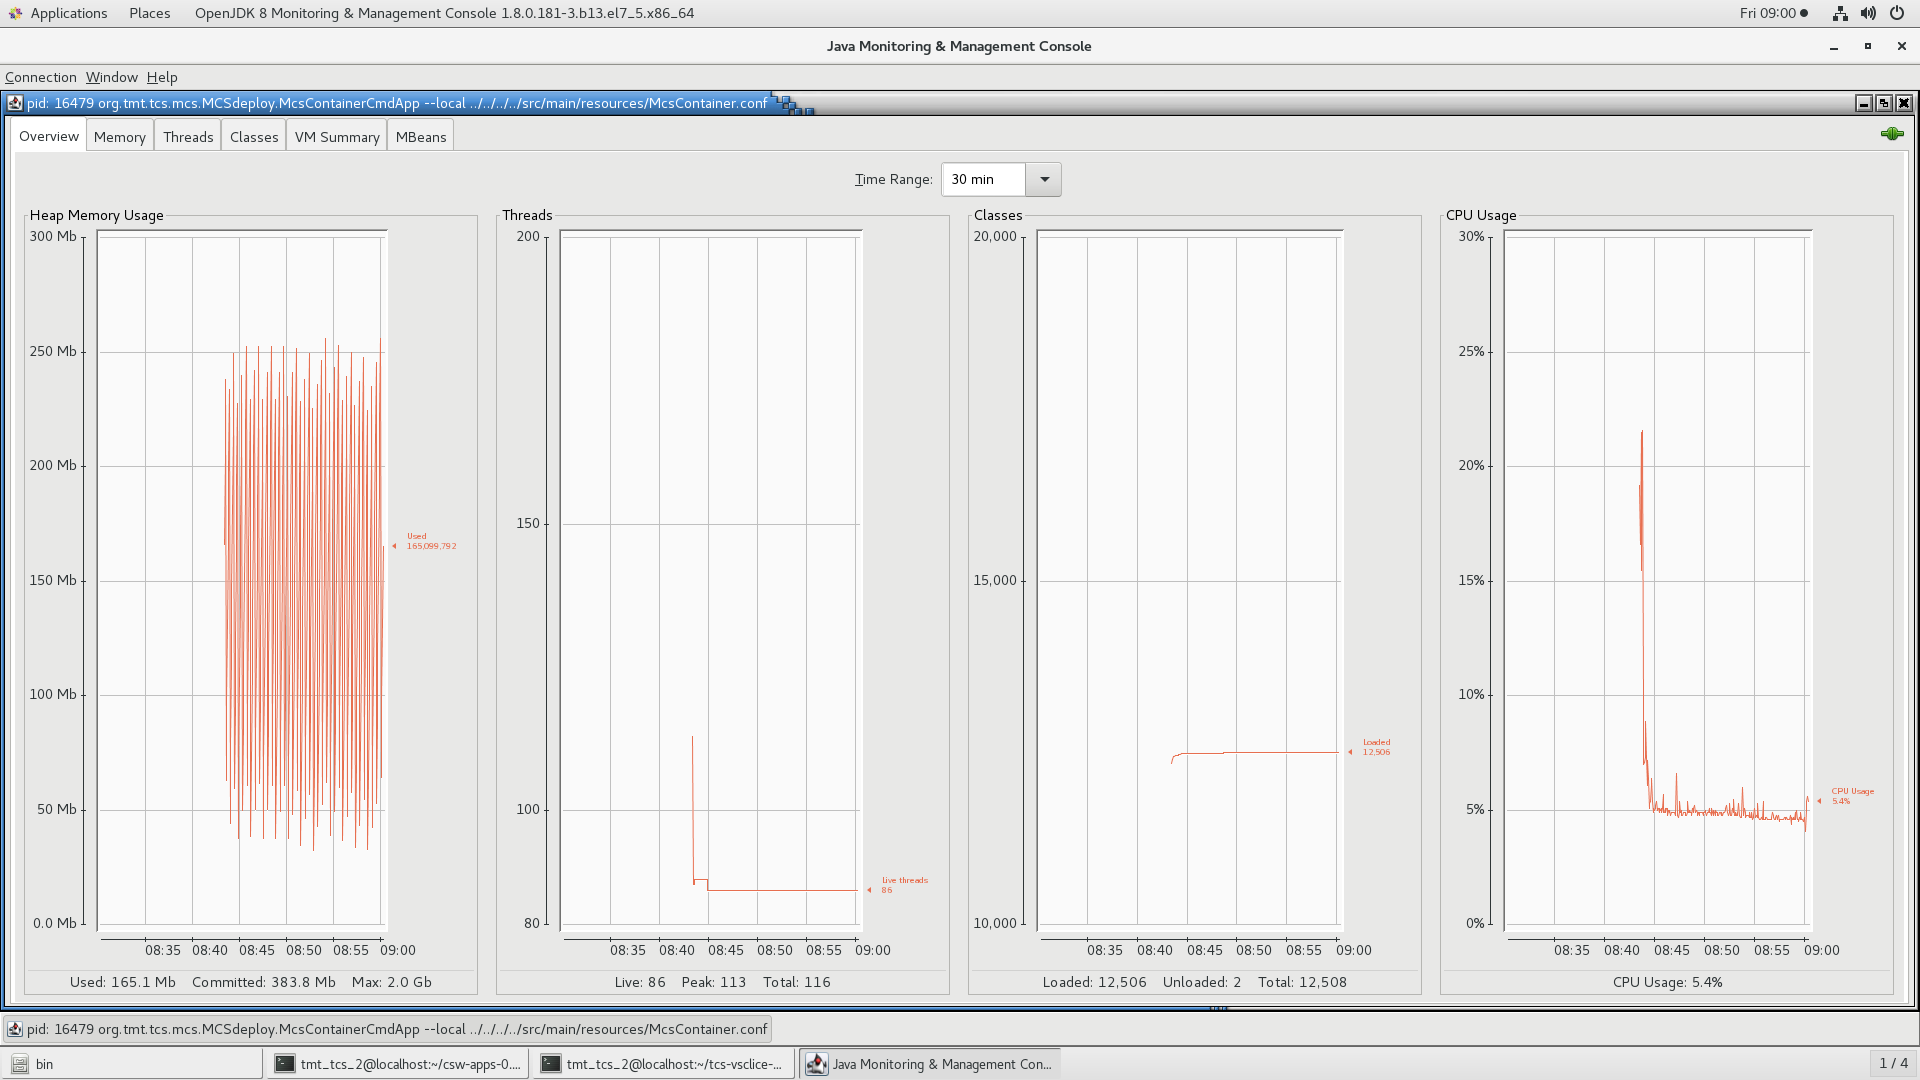 Applications Places OpenJDK 8 Monitoring & Management Console 1.8.0.181-3.b13.el7_5.x86_64 Fri 09:00
Java Monitoring & Management Console
Connection Window Help
pid: 16479 org.tmt.tcs.mcs.MCSdeploy.McsContainerCmdApp --local ../../../../src/main/resources/McsContainer.conf
Overview Memory Threads Classes VM Summary MBeans
Time Range: 30 min
Heap Memory Usage
300 Mb
250 Mb
200 Mb
150 Mb
100 Mb
50 Mb
0.0 Mb
Used
165,099,792
08:35 08:40 08:45 08:50 08:55 09:00
Used: 165.1 Mb Committed: 383.8 Mb Max: 2.0 Gb
Threads
200
150
100
80
Live threads
86
08:35 08:40 08:45 08:50 08:55 09:00
Live: 86 Peak: 113 Total: 116
Classes
20,000
15,000
10,000
Loaded
12,506
08:35 08:40 08:45 08:50 08:55 09:00
Loaded: 12,506 Unloaded: 2 Total: 12,508
CPU Usage
30%
25%
20%
15%
10%
5%
0%
CPU Usage
5.4%
08:35 08:40 08:45 08:50 08:55 09:00
CPU Usage: 5.4%
pid: 16479 org.tmt.tcs.mcs.MCSdeploy.McsContainerCmdApp --local ../../../../src/main/resources/McsContainer.conf
bin tmt_tcs_2@localhost:~/csw-apps-0.... tmt_tcs_2@localhost:~/tcs-vsclice-... Java Monitoring & Management Con... 1 / 4